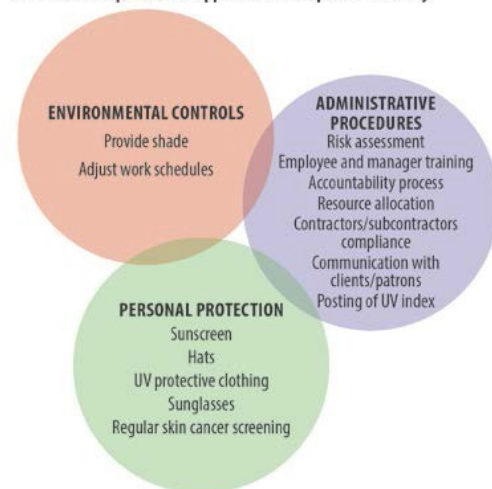 ENVIRONMENTAL CONTROLS
Provide shade
Adjust work schedules
ADMINISTRATIVE
PROCEDURES
Risk assessment
Employee and manager training
Accountability process
Resource allocation
Contractors/subcontractors
compliance
Communication with
clients/patrons
Posting of UV index
PERSONAL PROTECTION
Sunscreen
Hats
UV protective clothing
Sunglasses
Regular skin cancer screening